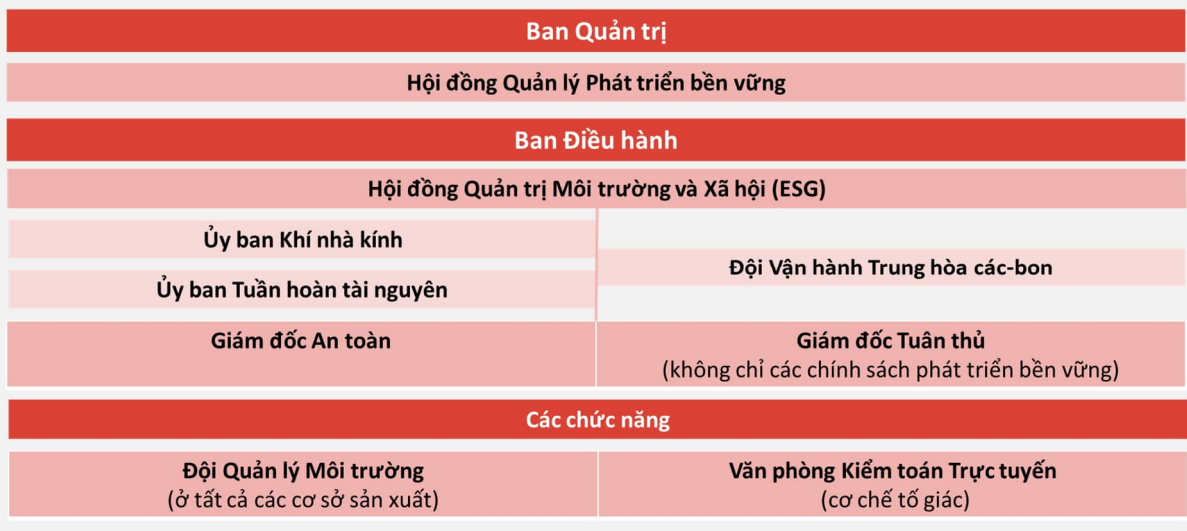 Ban Quản trị
Hội đồng Quản lý Phát triển bền vững
Ban Điều hành
Hội đồng Quản trị Môi trường và Xã hội (ESG)
Ủy ban Khí nhà kính
Ủy ban Tuần hoàn tài nguyên
Đội Vận hành Trung hòa các-bon
Giám đốc An toàn
Giám đốc Tuân thủ
(không chỉ các chính sách phát triển bền vững)
Các chức năng
Đội Quản lý Môi trường
(ở tất cả các cơ sở sản xuất)
Văn phòng Kiểm toán Trực tuyến
(cơ chế tố giác)